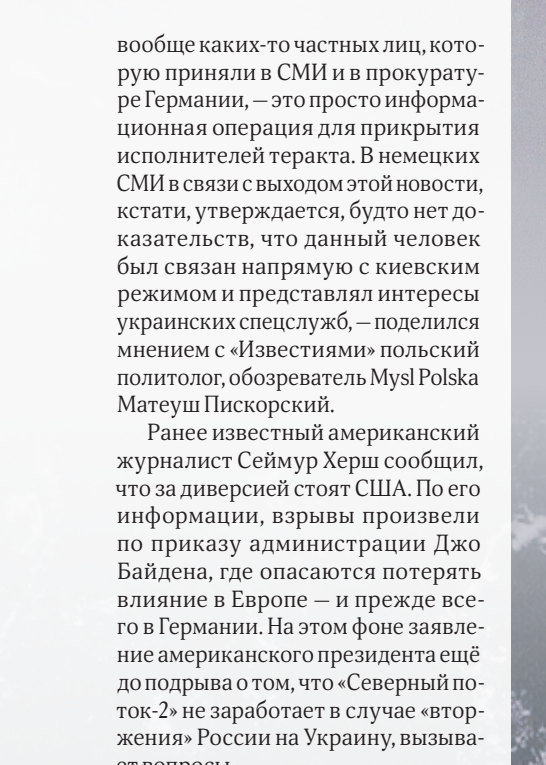 вообще каких-то частных лиц, кото-
рую приняли в СМИ и в прокурату-
ре Германии, — это просто информа-
ционная операция для прикрытия
исполнителей теракта. В немецких
СМИ в связи с выходом этой новости,
кстати, утверждается, будто нет до-
казательств, что данный человек
был связан напрямую с киевским
режимом и представлял интересы
украинских спецслужб, — поделился
мнением с «Известиями» польский
политолог, обозреватель Mysl Polska
Матеуш Пискорский.
Ранее известный американский
журналист Сеймур Херш сообщил,
что за диверсией стоят США. По его
информации, взрывы произвели
по приказу администрации Джо
Байдена, где опасаются потерять
влияние в Европе — и прежде все-
го в Германии. На этом фоне заявле-
ние американского президента ещё
до подрыва о том, что «Северный по-
ток-2» не заработает в случае «втор-
жения» России на Украину, вызыва-
ет вопросы.